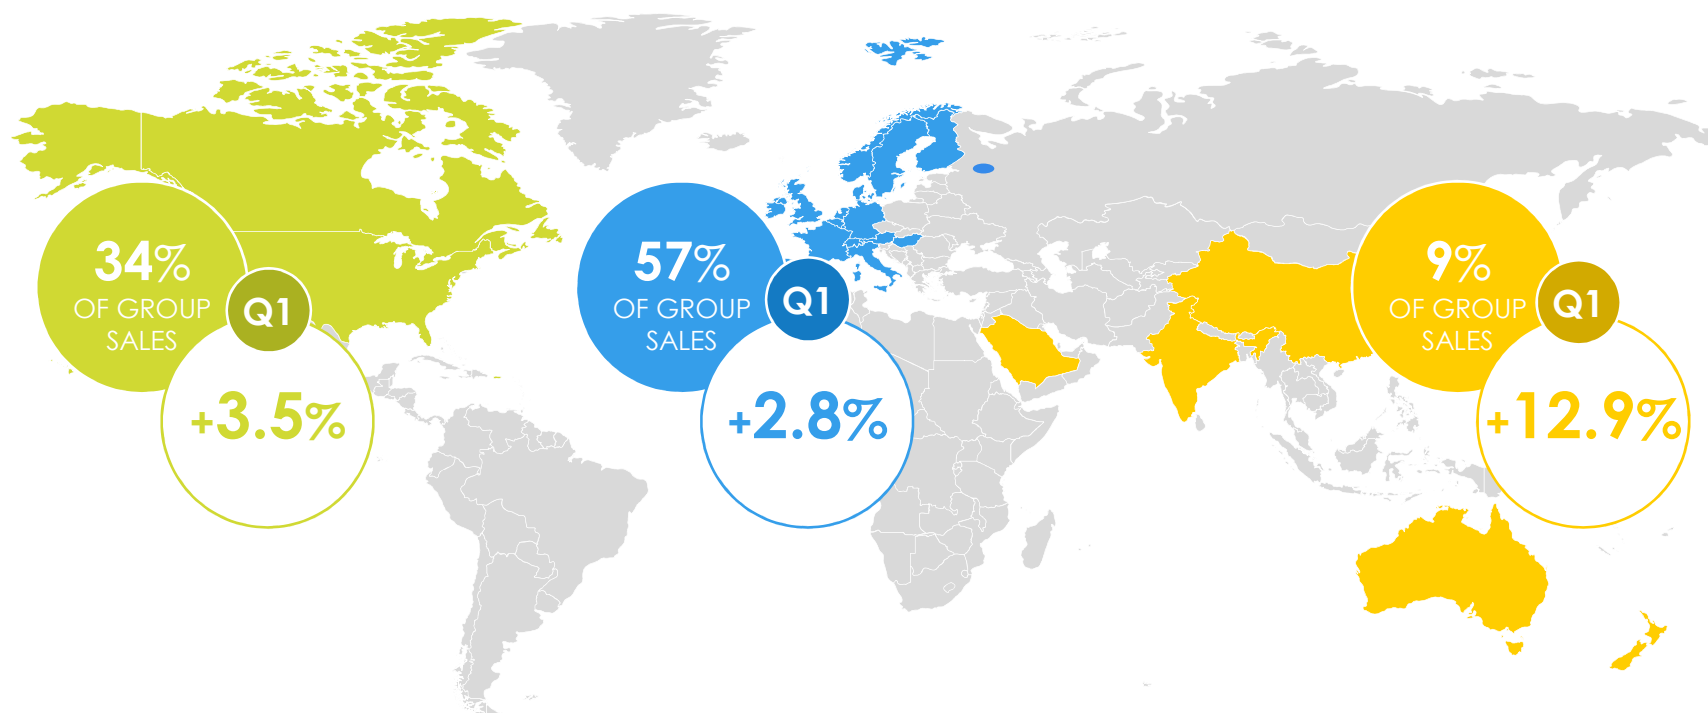 34%
OF GROUP
SALES
Q1
+3.5%
57%
OF GROUP
SALES
Q1
+2.8%
9%
OF GROUP
SALES
Q1
+12.9%